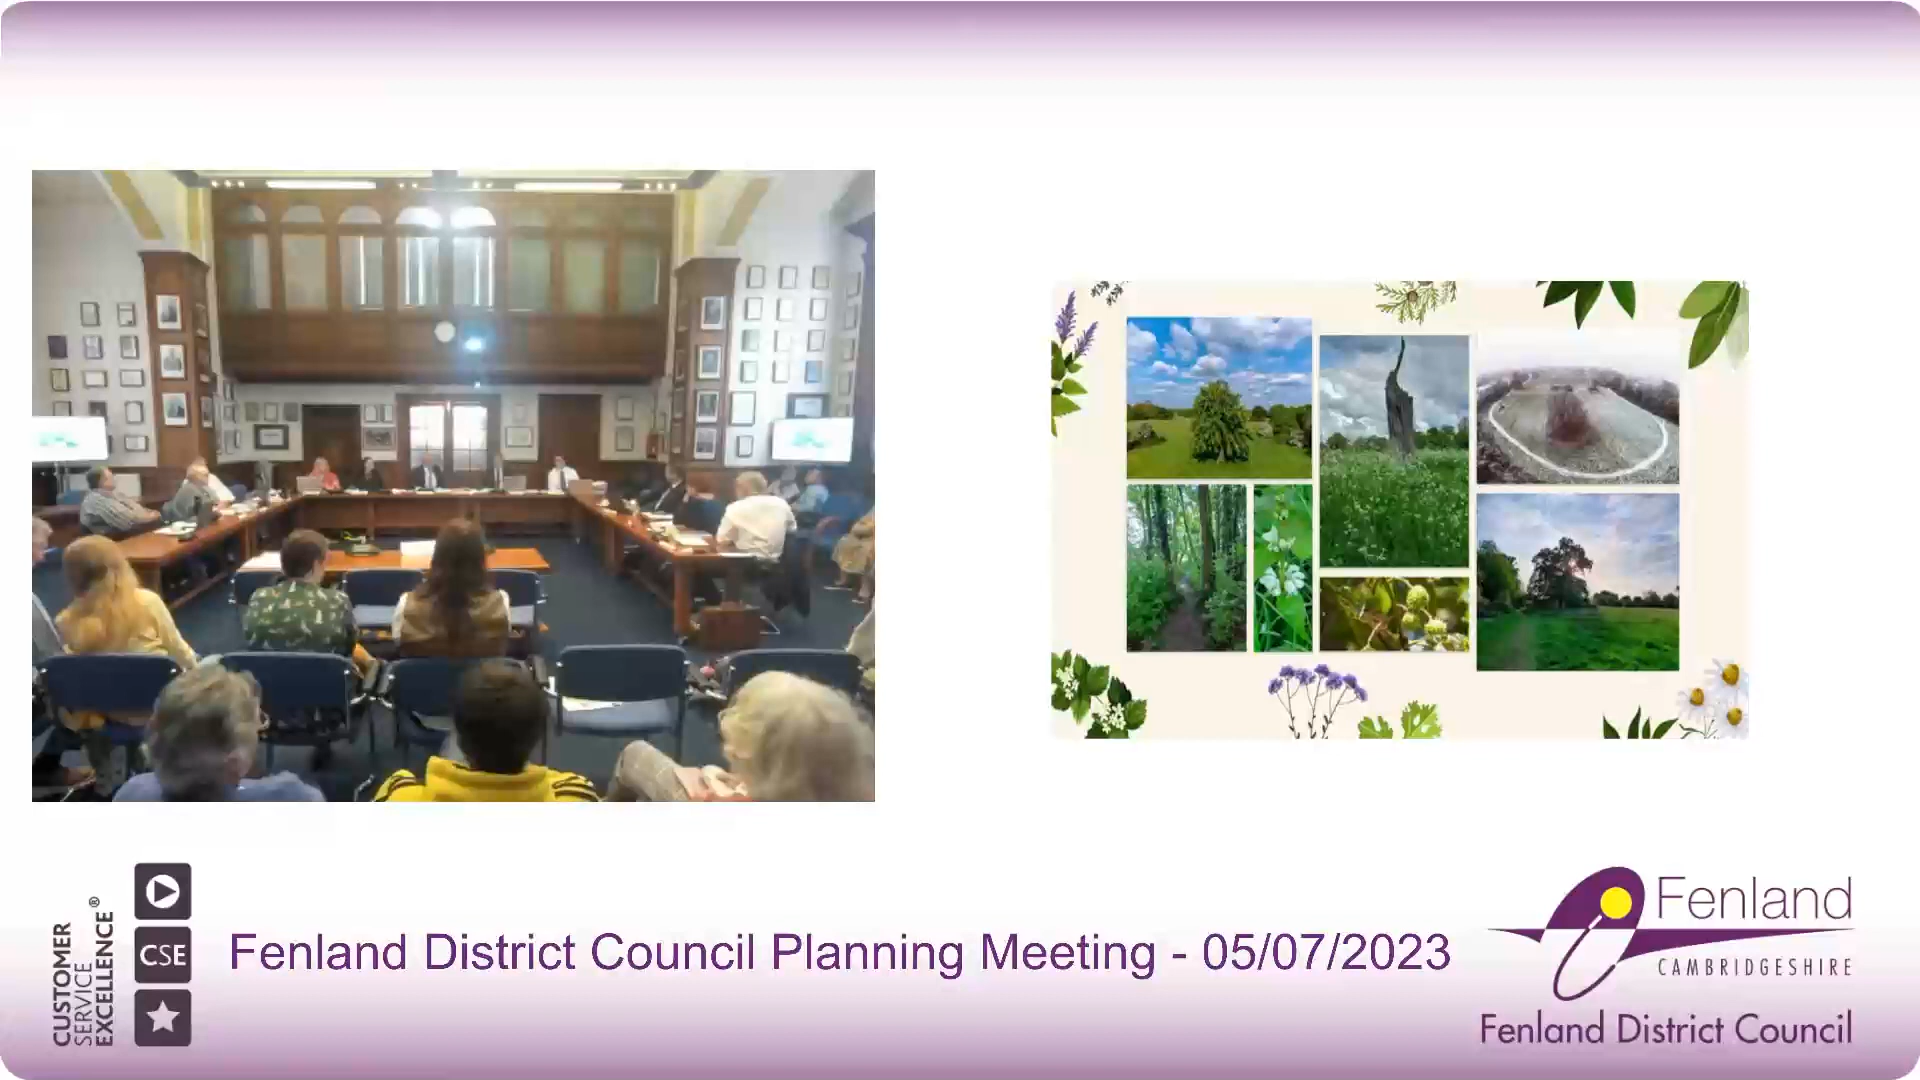 CUSTOMER
SERVICE
EXCELLENCE®
CSE
Fenland District Council Planning Meeting - 05/07/2023
Fenland
CAMBRIDGESHIRE
Fenland District Council